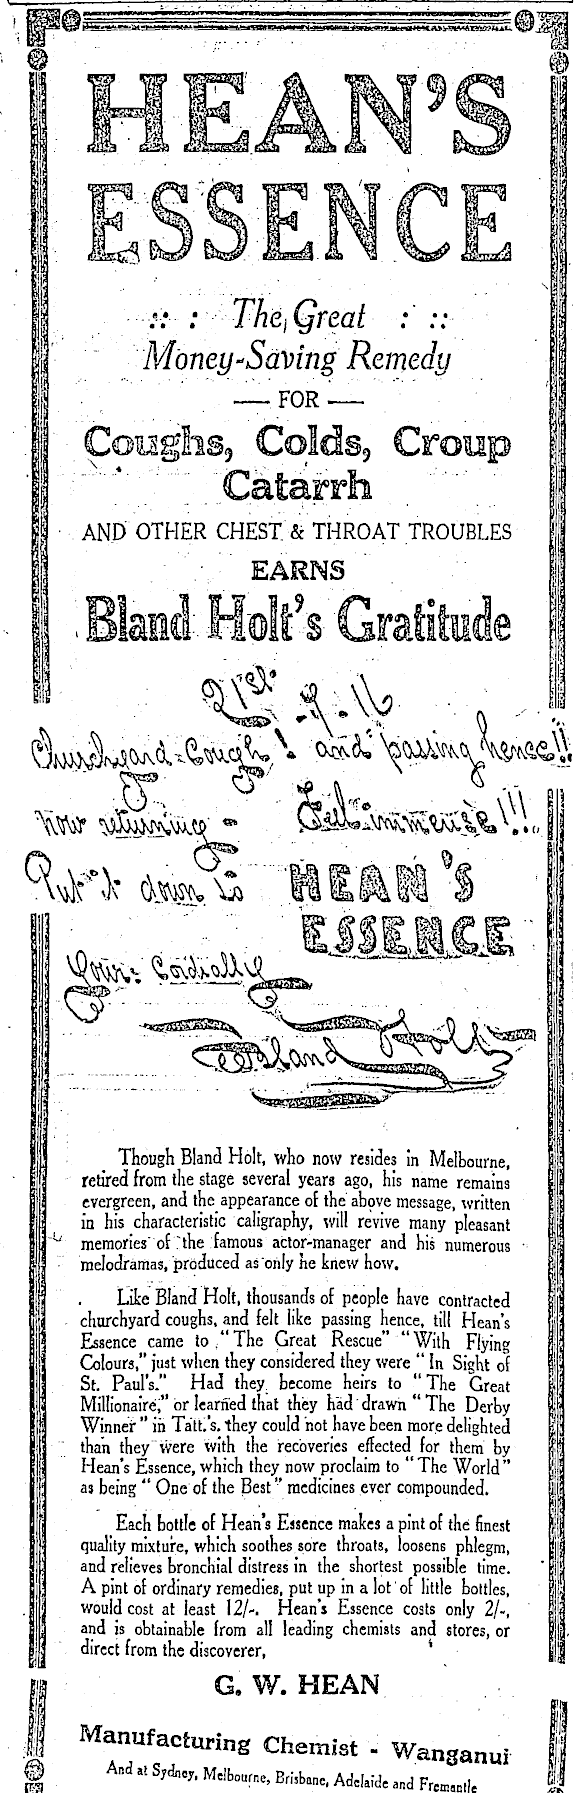 HEAN'S
ESSENCE
:: : The Great : ::
Money-Saving Remedy
— FOR —
Coughs, Colds, Croup
Catarrh
AND OTHER CHEST & THROAT TROUBLES
EARNS
Bland Holt's Gratitude
21st - 9 - 16
Churchyard-Cough! and passing hence!!
now returning - Feel immense!!!
Put it down to HEAN'S
ESSENCE
Yours Cordially
Bland Holt
Though Bland Holt, who now resides in Melbourne,
retired from the stage several years ago, his name remains
evergreen, and the appearance of the above message, written
in his characteristic caligraphy, will revive many pleasant
memories of the famous actor-manager and his numerous
melodramas, produced as only he knew how.
Like Bland Holt, thousands of people have contracted
churchyard coughs, and felt like passing hence, till Hean's
Essence came to "The Great Rescue" "With Flying
Colours," just when they considered they were "In Sight of
St. Paul's." Had they become heirs to "The Great
Millionaire," or learned that they had drawn "The Derby
Winner" in Tatt.'s. they could not have been more delighted
than they were with the recoveries effected for them by
Hean's Essence, which they now proclaim to "The World"
as being "One of the Best" medicines ever compounded.
Each bottle of Hean's Essence makes a pint of the finest
quality mixture, which soothes sore throats, loosens phlegm,
and relieves bronchial distress in the shortest possible time.
A pint of ordinary remedies, put up in a lot of little bottles,
would cost at least 12/-. Hean's Essence costs only 2/-,
and is obtainable from all leading chemists and stores, or
direct from the discoverer,
G. W. HEAN
Manufacturing Chemist - Wanganui
And at Sydney, Melbourne, Brisbane, Adelaide and Fremantle